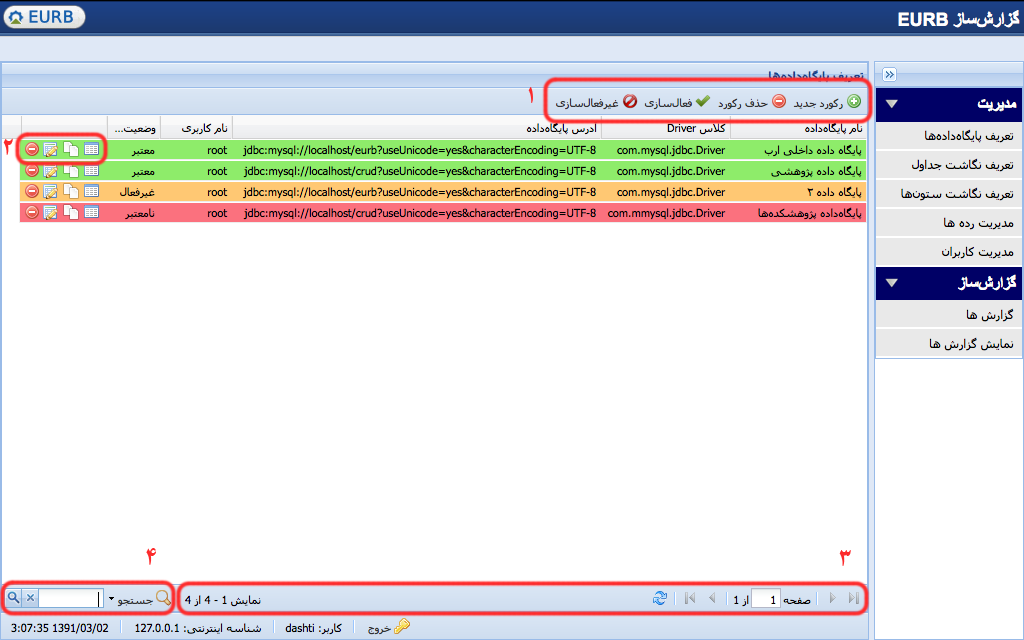 گزارش‌ساز EURB
EURB
مدیریت
تعریف پایگاه‌داده‌ها
تعریف نگاشت جداول
تعریف نگاشت ستون‌ها
مدیریت رده ها
مدیریت کاربران
گزارش‌ساز
گزارش ها
نمایش گزارش ها
تعریف پایگاه‌داده‌ها
رکورد جدید حذف رکورد فعال‌سازی غیرفعال‌سازی
۱
نام پایگاه‌داده کلاس Driver آدرس پایگاه‌داده نام کاربری وضعیت...
پایگاه داده داخلی ارب com.mysql.jdbc.Driver jdbc:mysql://localhost/eurb?useUnicode=yes&characterEncoding=UTF-8 root معتبر
۲
پایگاه داده پژوهشی com.mysql.jdbc.Driver jdbc:mysql://localhost/crud?useUnicode=yes&characterEncoding=UTF-8 root معتبر
پایگاه داده ۲ com.mysql.jdbc.Driver jdbc:mysql://localhost/eurb?useUnicode=yes&characterEncoding=UTF-8 root غیرفعال
پایگاه‌داده پژوهشکده‌ها com.mmysql.jdbc.Driver jdbc:mysql://localhost/crud?useUnicode=yes&characterEncoding=UTF-8 root نامعتبر
۳
۴
صفحه 1 از 1
نمایش 1 - 4 از 4
جستجو
خروج
کاربر: dashti
شناسه اینترنتی: 127.0.0.1
1391/03/02 3:07:35